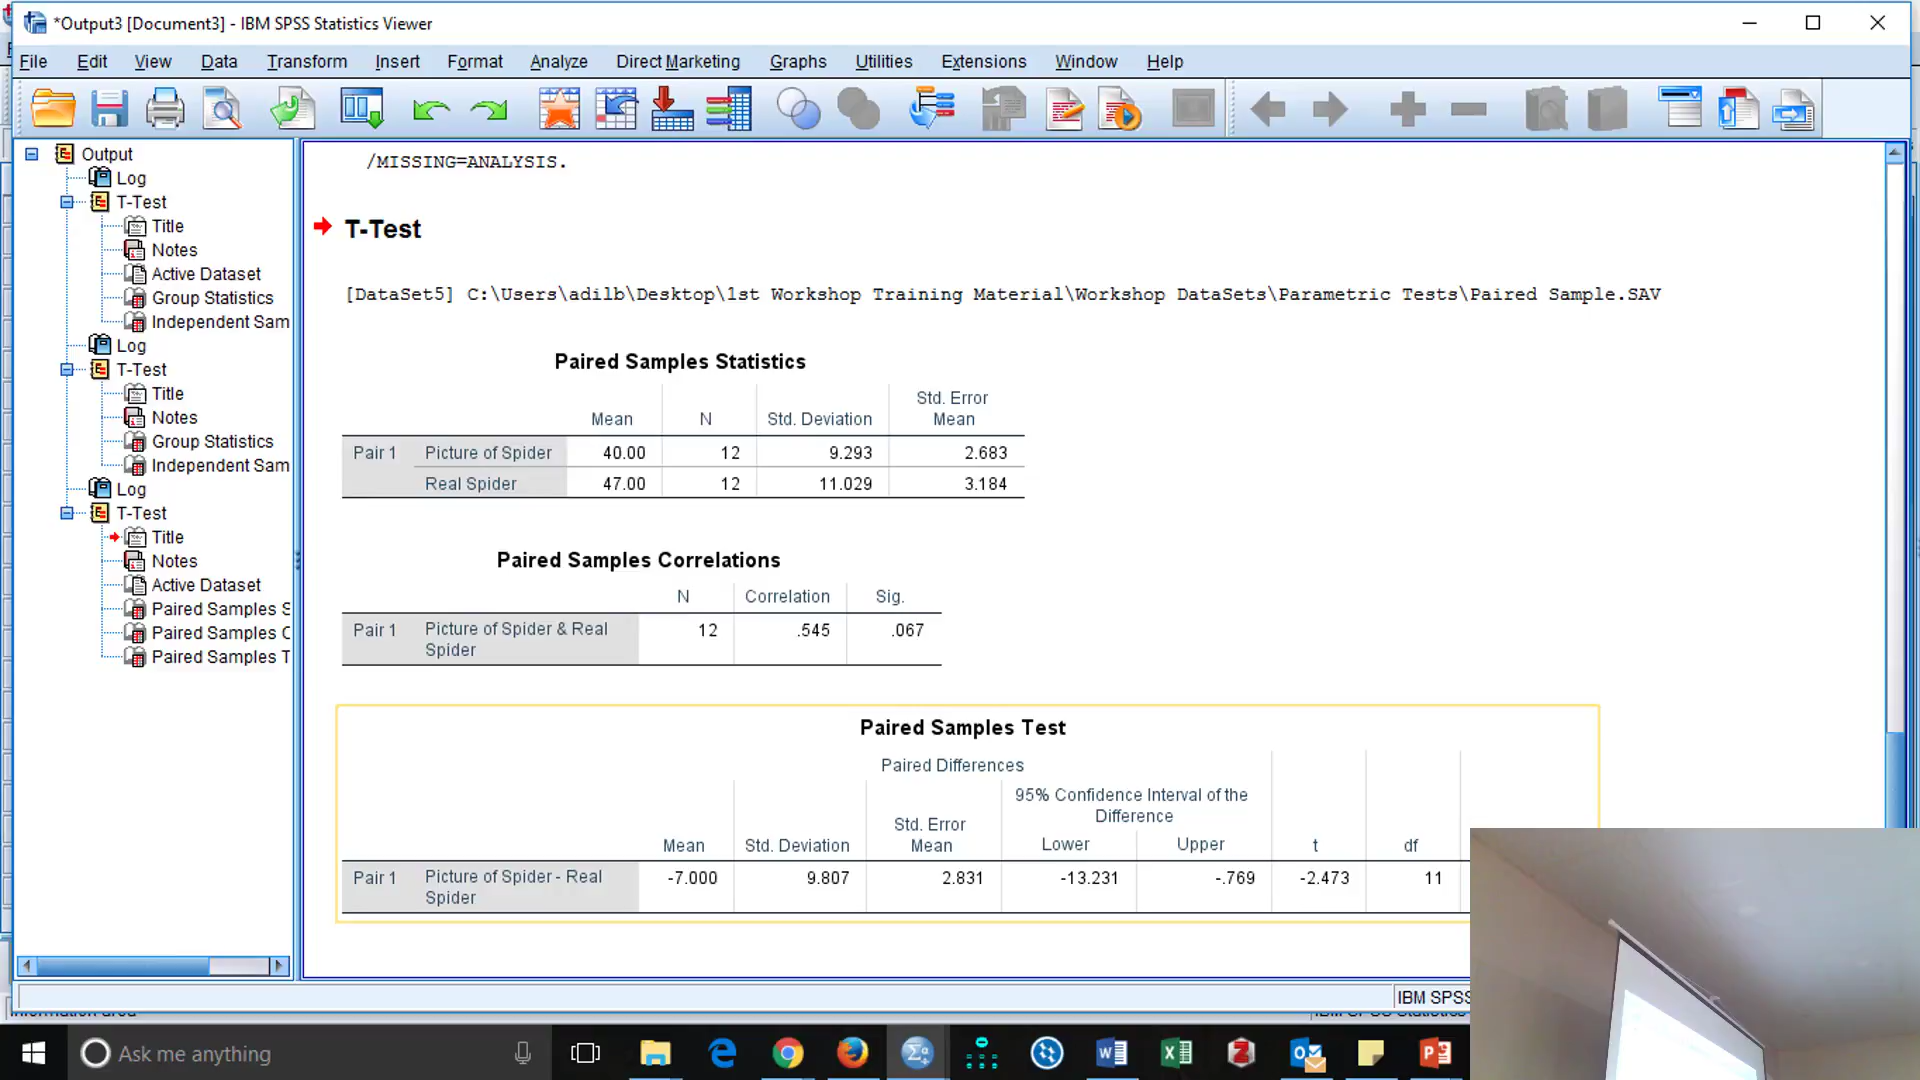 *Output3 [Document3] - IBM SPSS Statistics Viewer
File Edit View Data Transform Insert Format Analyze Direct Marketing Graphs Utilities Extensions Window Help
Output
Log
T-Test
Title
Notes
Active Dataset
Group Statistics
Independent Sam
Log
T-Test
Title
Notes
Group Statistics
Independent Sam
Log
T-Test
Title
Notes
Active Dataset
Paired Samples S
Paired Samples C
Paired Samples T
/MISSING=ANALYSIS.
T-Test
[DataSet5] C:\Users\adilb\Desktop\1st Workshop Training Material\Workshop DataSets\Parametric Tests\Paired Sample.SAV
Paired Samples Statistics
Mean N Std. Deviation Std. Error Mean
Pair 1 Picture of Spider 40.00 12 9.293 2.683
Real Spider 47.00 12 11.029 3.184
Paired Samples Correlations
N Correlation Sig.
Pair 1 Picture of Spider & Real Spider 12 .545 .067
Paired Samples Test
Paired Differences
95% Confidence Interval of the Difference
Mean Std. Deviation Std. Error Mean Lower Upper t df
Pair 1 Picture of Spider - Real Spider -7.000 9.807 2.831 -13.231 -.769 -2.473 11
IBM SPSS
Ask me anything